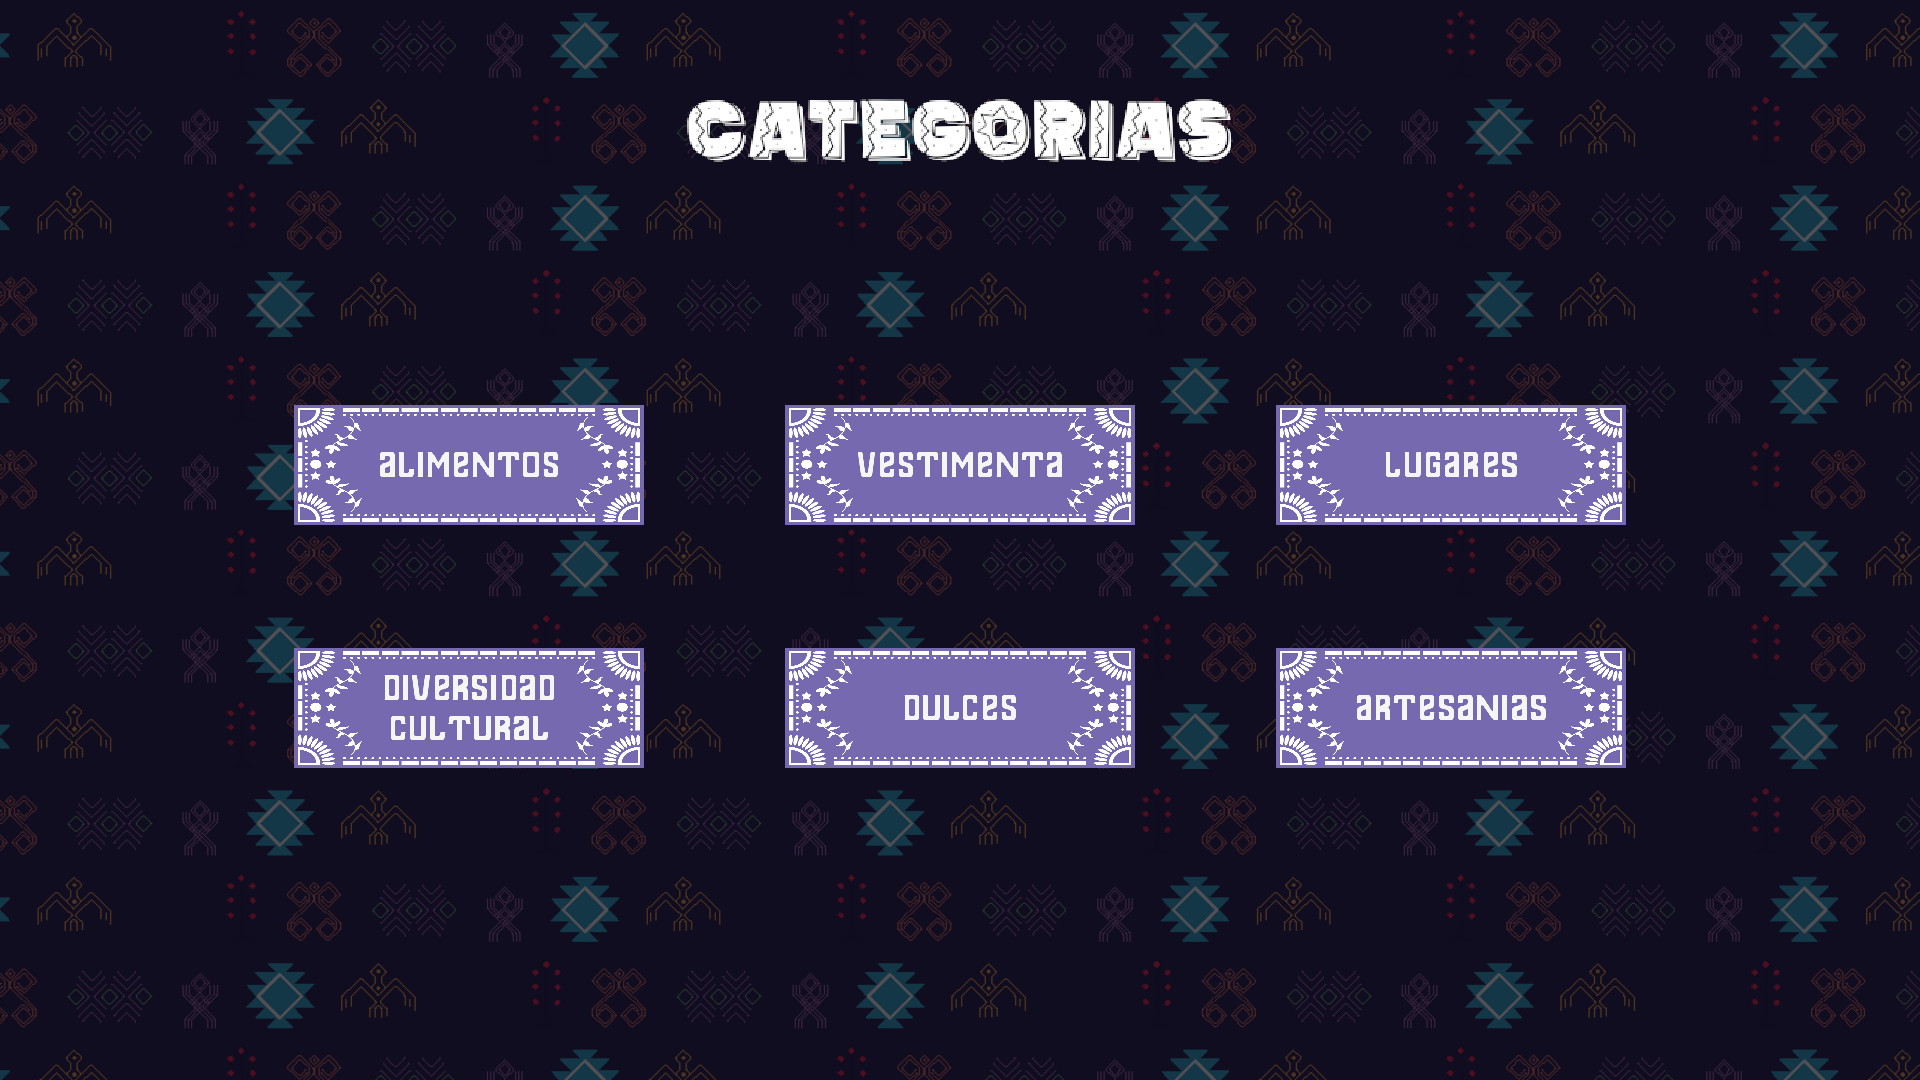 CATEGORIAS
ALIMENTOS
VESTIMENTA
LUGARES
DIVERSIDAD
CULTURAL
DULCES
ARTESANIAS